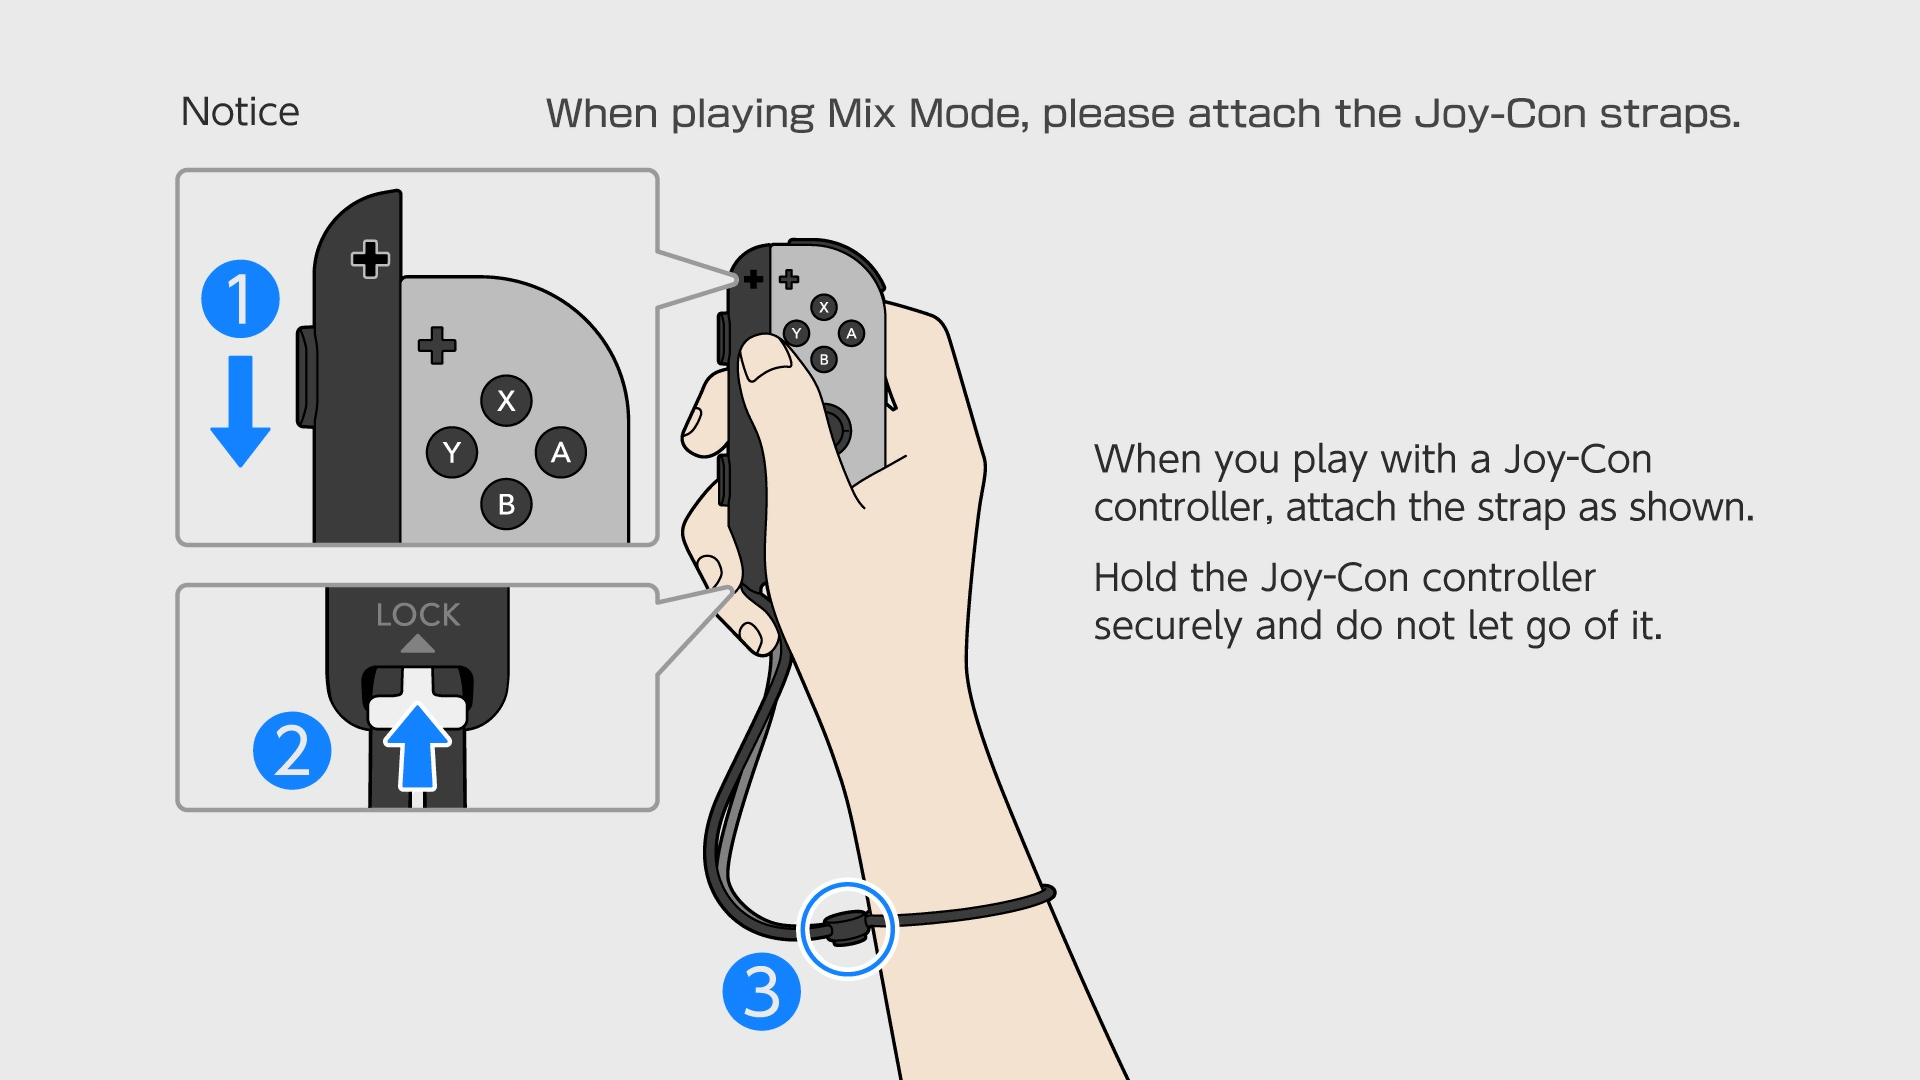 Notice
When playing Mix Mode, please attach the Joy-Con straps.
1
X
Y
A
B
X
Y
A
B
When you play with a Joy-Con
controller, attach the strap as shown.
Hold the Joy-Con controller
securely and do not let go of it.
LOCK
2
3